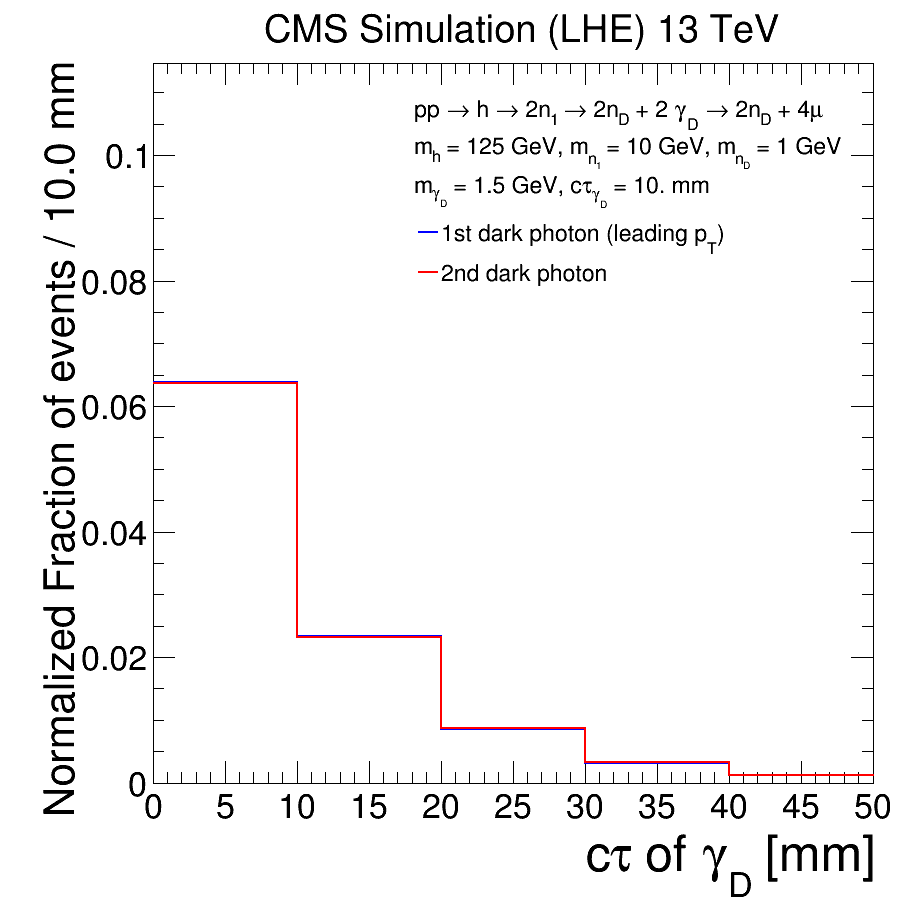 CMS Simulation (LHE) 13 TeV
pp → h → 2n1 → 2nD + 2 γD → 2nD + 4μ
mh = 125 GeV, mn1 = 10 GeV, mnD = 1 GeV
mγD = 1.5 GeV, cτγD = 10. mm
1st dark photon (leading pT)
2nd dark photon
Normalized Fraction of events / 10.0 mm
0.1
0.08
0.06
0.04
0.02
0
0 5 10 15 20 25 30 35 40 45 50
cτ of γD [mm]